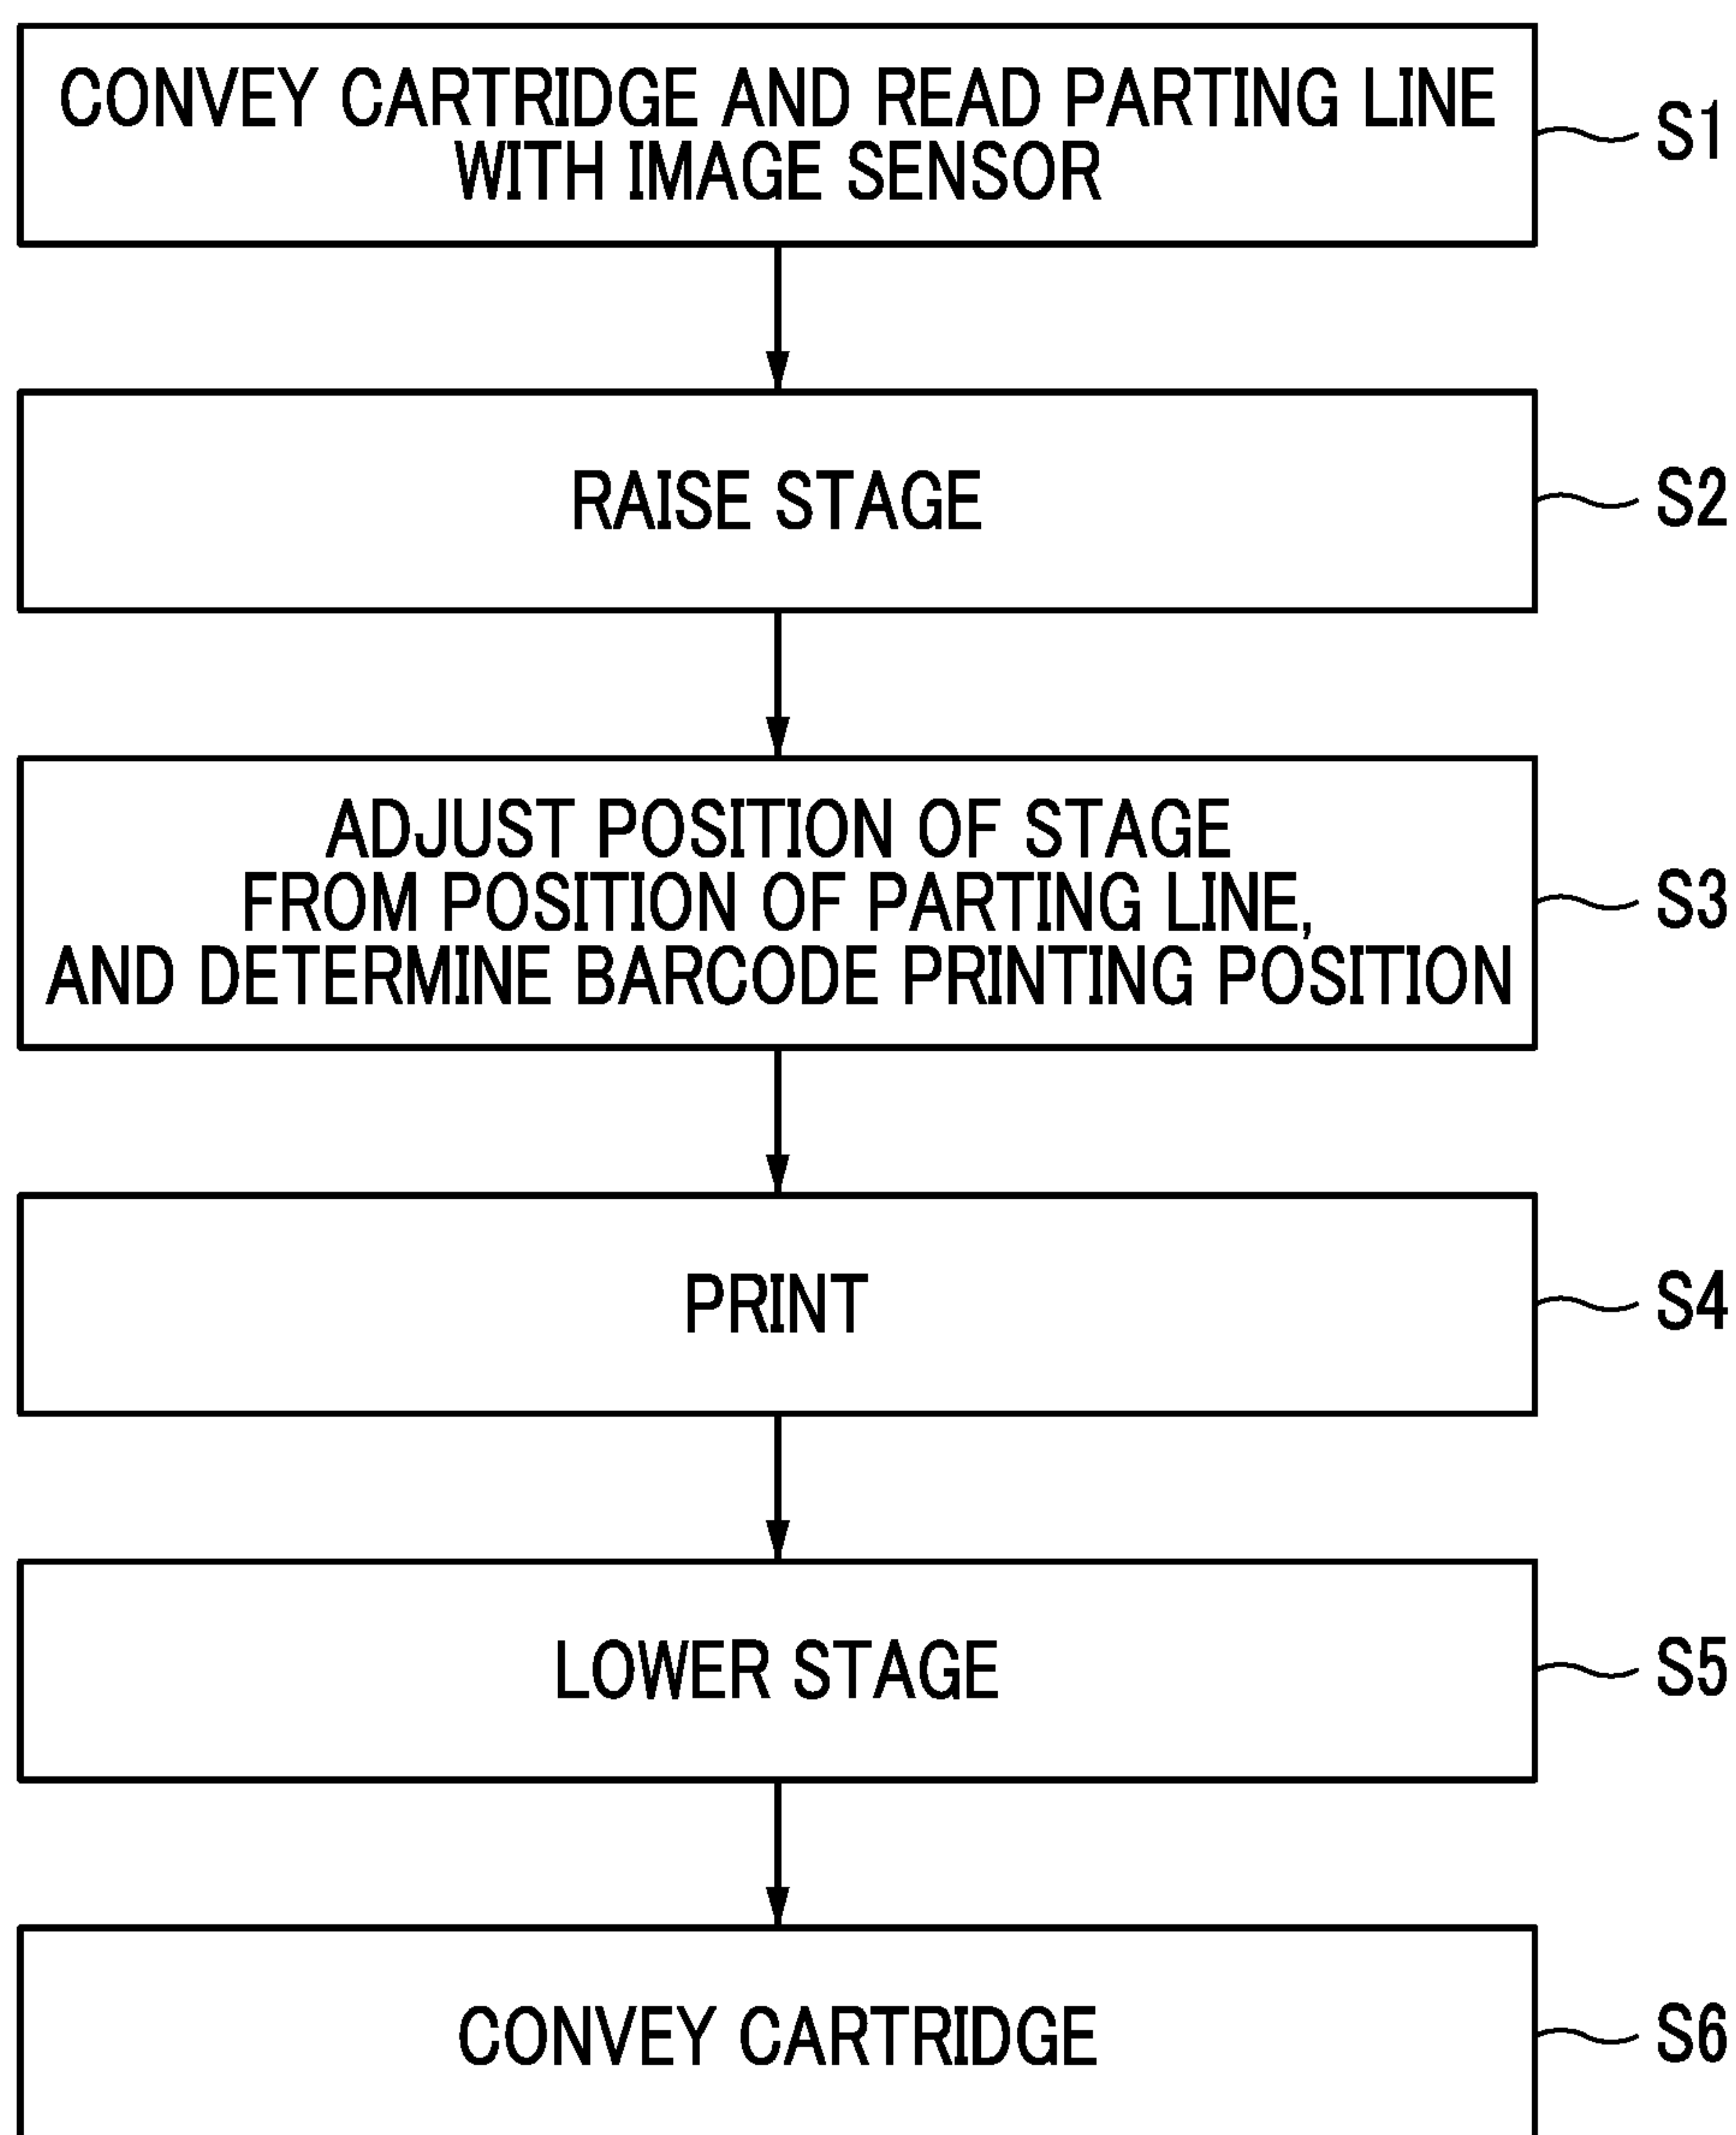 CONVEY CARTRIDGE AND READ PARTING LINE
WITH IMAGE SENSOR
S1
RAISE STAGE
S2
ADJUST POSITION OF STAGE
FROM POSITION OF PARTING LINE,
AND DETERMINE BARCODE PRINTING POSITION
S3
PRINT
S4
LOWER STAGE
S5
CONVEY CARTRIDGE
S6